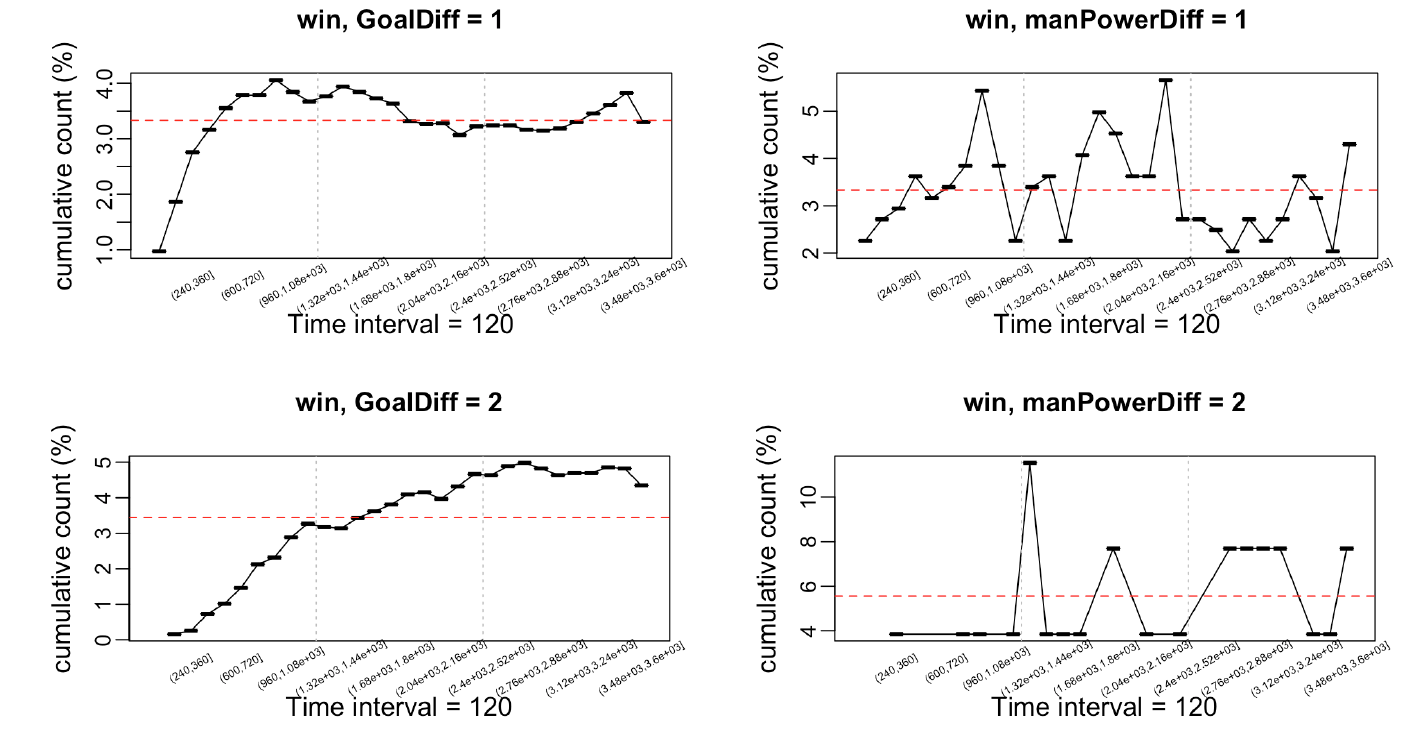 win, GoalDiff = 1
cumulative count (%)
4.0
3.0
2.0
1.0
(240,360]
(600,720]
(960,1.08e+03]
(1.32e+03,1.44e+03]
(1.68e+03,1.8e+03]
(2.04e+03,2.16e+03]
(2.4e+03,2.52e+03]
(2.76e+03,2.88e+03]
(3.12e+03,3.24e+03]
(3.48e+03,3.6e+03]
Time interval = 120
win, manPowerDiff = 1
cumulative count (%)
5
4
3
2
(240,360]
(600,720]
(960,1.08e+03]
(1.32e+03,1.44e+03]
(1.68e+03,1.8e+03]
(2.04e+03,2.16e+03]
(2.4e+03,2.52e+03]
(2.76e+03,2.88e+03]
(3.12e+03,3.24e+03]
(3.48e+03,3.6e+03]
Time interval = 120
win, GoalDiff = 2
cumulative count (%)
5
4
3
2
1
0
(240,360]
(600,720]
(960,1.08e+03]
(1.32e+03,1.44e+03]
(1.68e+03,1.8e+03]
(2.04e+03,2.16e+03]
(2.4e+03,2.52e+03]
(2.76e+03,2.88e+03]
(3.12e+03,3.24e+03]
(3.48e+03,3.6e+03]
Time interval = 120
win, manPowerDiff = 2
cumulative count (%)
10
8
6
4
(240,360]
(600,720]
(960,1.08e+03]
(1.32e+03,1.44e+03]
(1.68e+03,1.8e+03]
(2.04e+03,2.16e+03]
(2.4e+03,2.52e+03]
(2.76e+03,2.88e+03]
(3.12e+03,3.24e+03]
(3.48e+03,3.6e+03]
Time interval = 120